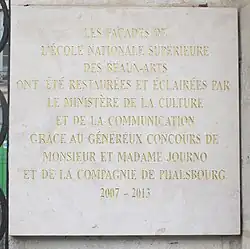 LES FAÇADES DE
L'ÉCOLE NATIONALE SUPÉRIEURE
DES BEAUX-ARTS
ONT ÉTÉ RESTAURÉES ET ÉCLAIRÉES PAR
LE MINISTÈRE DE LA CULTURE
ET DE LA COMMUNICATION
GRÂCE AU GÉNÉREUX CONCOURS DE
MONSIEUR ET MADAME JOURNO
ET DE LA COMPAGNIE DE PHALSBOURG
2007 - 2013